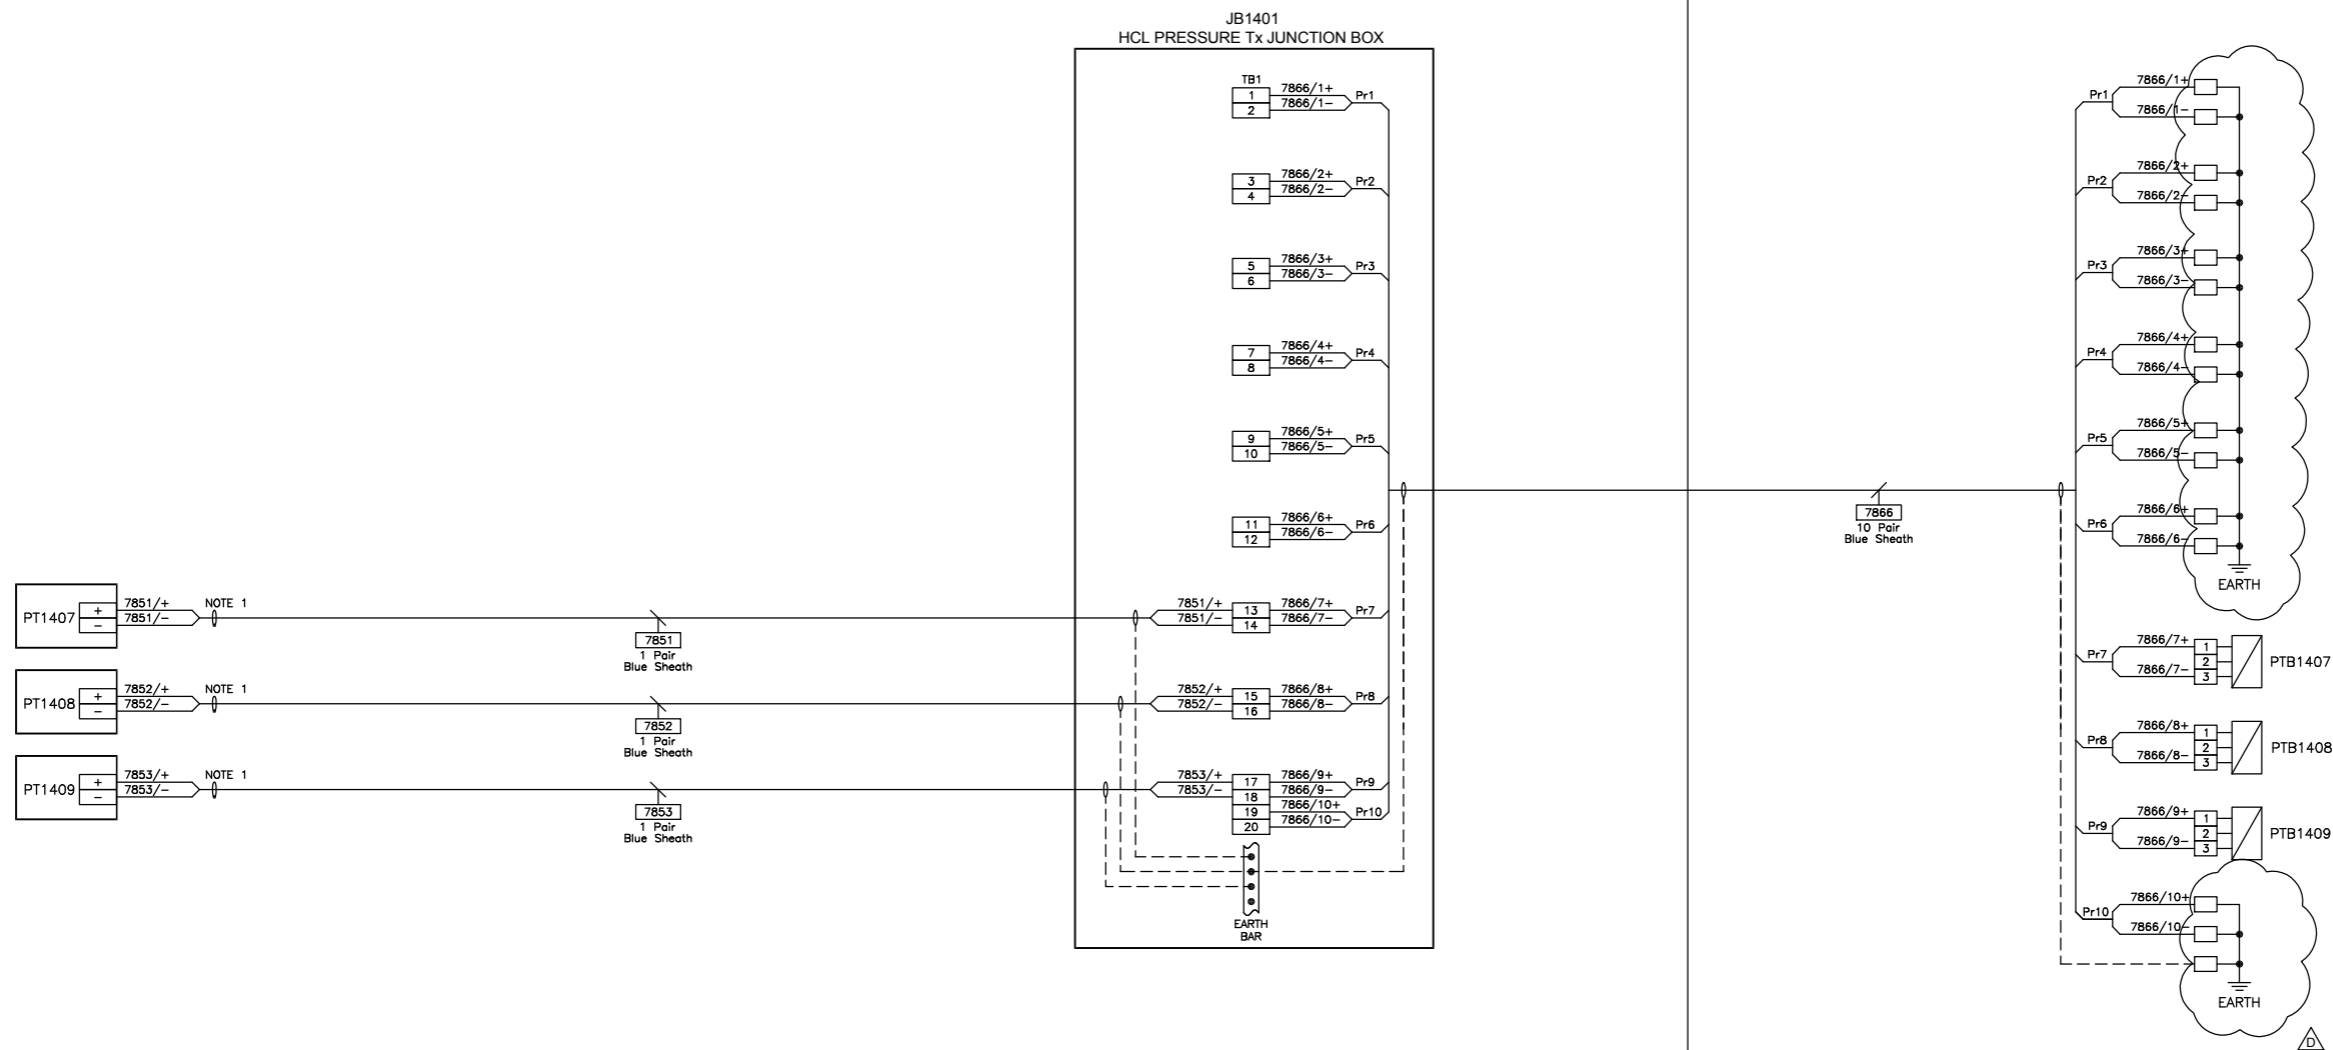 JB1401
HCL PRESSURE Tx JUNCTION BOX
TB1
1 7866/1+
2 7866/1-
Pr1
3 7866/2+
4 7866/2-
Pr2
5 7866/3+
6 7866/3-
Pr3
7 7866/4+
8 7866/4-
Pr4
9 7866/5+
10 7866/5-
Pr5
11 7866/6+
12 7866/6-
Pr6
PT1407
+ 7851/+
- 7851/-
NOTE 1
7851
1 Pair
Blue Sheath
7851/+ 13 7866/7+
7851/- 14 7866/7-
Pr7
PT1408
+ 7852/+
- 7852/-
NOTE 1
7852
1 Pair
Blue Sheath
7852/+ 15 7866/8+
7852/- 16 7866/8-
Pr8
PT1409
+ 7853/+
- 7853/-
NOTE 1
7853
1 Pair
Blue Sheath
7853/+ 17 7866/9+
7853/- 18 7866/9-
Pr9
19 7866/10+
20 7866/10-
Pr10
EARTH
BAR
7866
10 Pair
Blue Sheath
Pr1
7866/1+
7866/1-
Pr2
7866/2+
7866/2-
Pr3
7866/3+
7866/3-
Pr4
7866/4+
7866/4-
Pr5
7866/5+
7866/5-
Pr6
7866/6+
7866/6-
EARTH
Pr7
7866/7+ 1
2
7866/7- 3
PTB1407
Pr8
7866/8+ 1
2
7866/8- 3
PTB1408
Pr9
7866/9+ 1
2
7866/9- 3
PTB1409
Pr10
7866/10+
7866/10-
EARTH
D